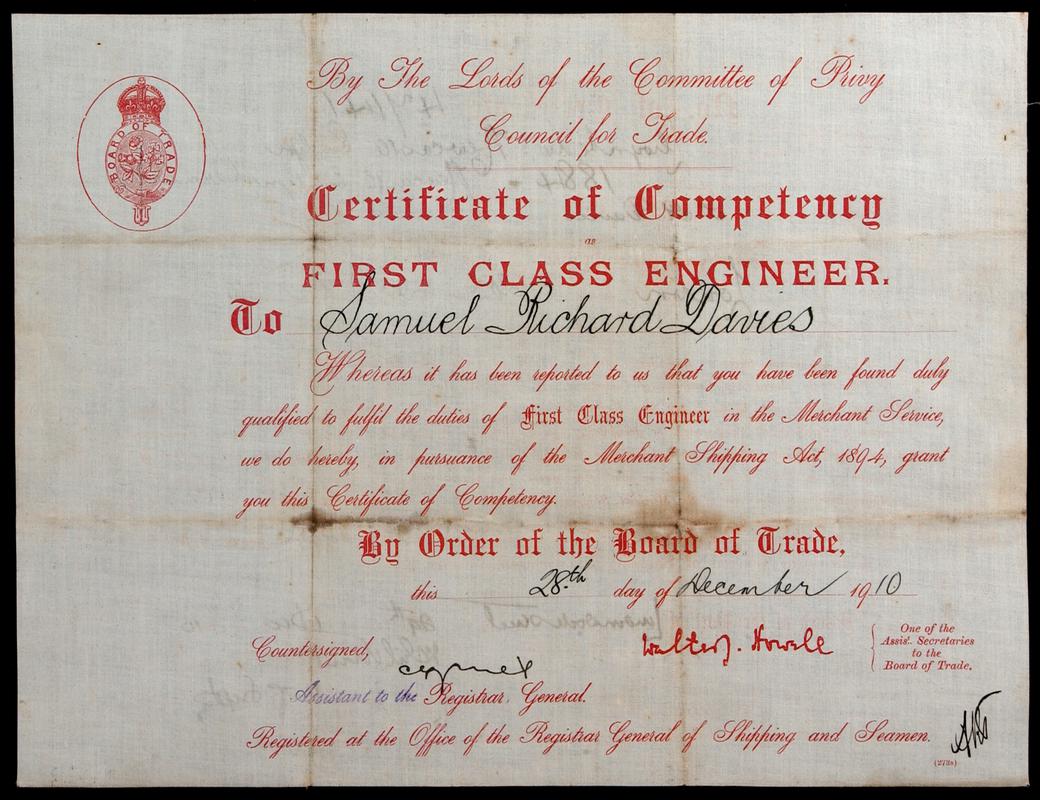 BOARD OF TRADE
By The Lords of the Committee of Privy
Council for Trade.
Certificate of Competency
as
FIRST CLASS ENGINEER.
To Samuel Richard Davies
Whereas it has been reported to us that you have been found duly
qualified to fulfil the duties of First Class Engineer in the Merchant Service,
we do hereby, in pursuance of the Merchant Shipping Act, 1894, grant
you this Certificate of Competency.
By Order of the Board of Trade,
this 28th day of December 1910
Walter J. Howell
One of the
Assist. Secretaries
to the
Board of Trade.
Countersigned,
Assistant to the Registrar General.
Registered at the Office of the Registrar General of Shipping and Seamen.